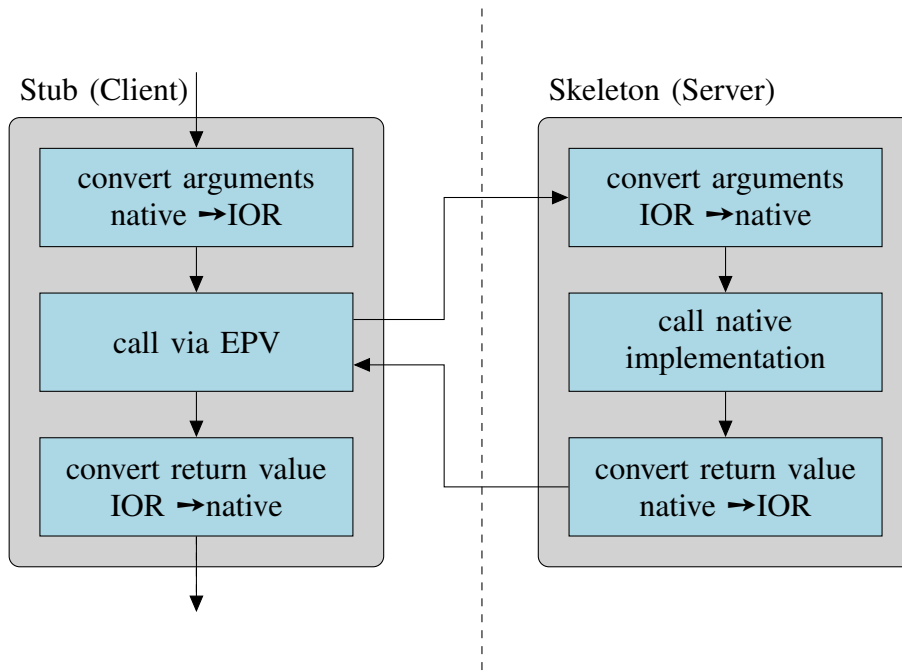 Stub (Client)
convert arguments
native ➙IOR
call via EPV
convert return value
IOR ➙native
Skeleton (Server)
convert arguments
IOR ➙native
call native
implementation
convert return value
native ➙IOR